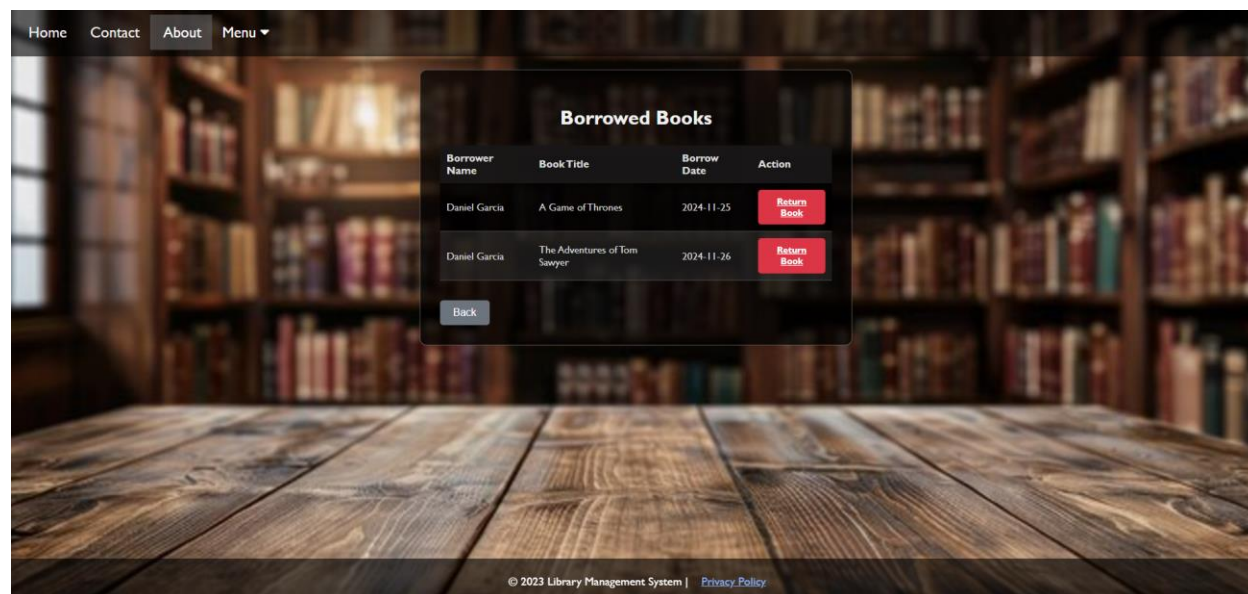 Home Contact About Menu
Borrowed Books
Borrower Name Book Title Borrow Date Action
Daniel Garcia A Game of Thrones 2024-11-25 Return Book
Daniel Garcia The Adventures of Tom Sawyer 2024-11-26 Return Book
Back
© 2023 Library Management System | Privacy Policy